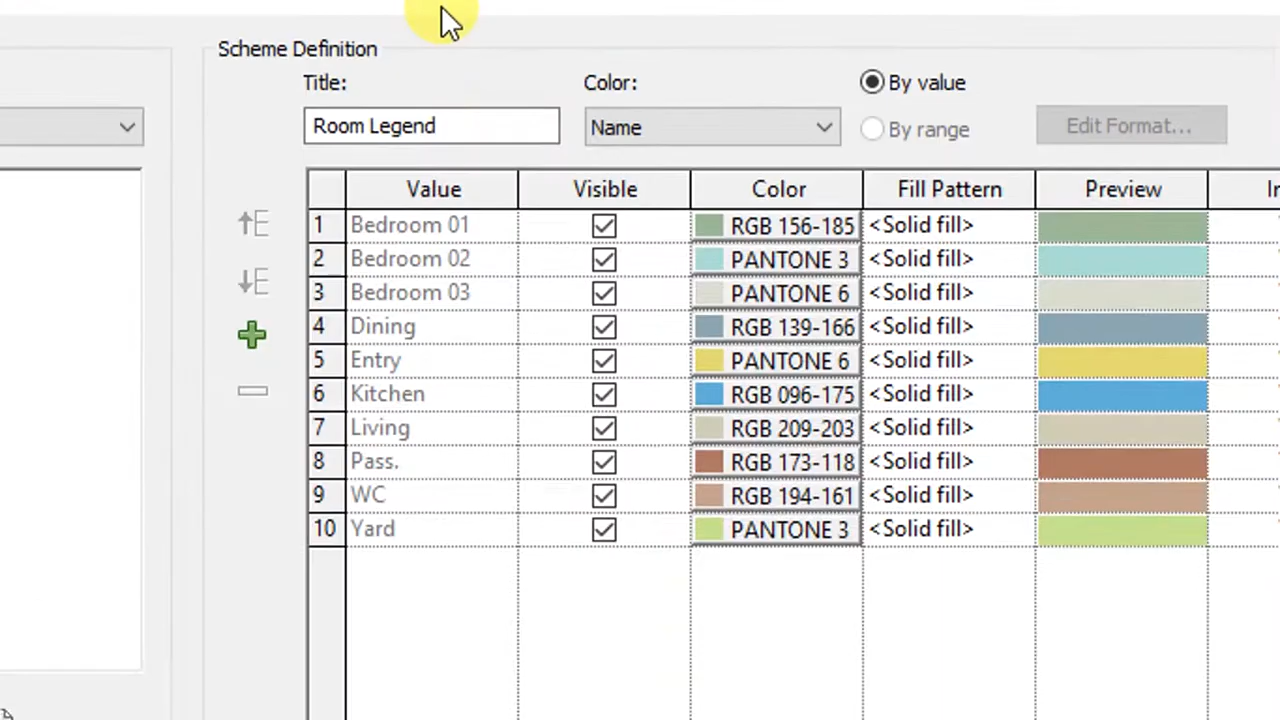 Scheme Definition
Title:
Color:
By value
Room Legend
Name
By range
Edit Format...
Value Visible Color Fill Pattern Preview
1 Bedroom 01 RGB 156-185 <Solid fill>
2 Bedroom 02 PANTONE 3 <Solid fill>
3 Bedroom 03 PANTONE 6 <Solid fill>
4 Dining RGB 139-166 <Solid fill>
5 Entry PANTONE 6 <Solid fill>
6 Kitchen RGB 096-175 <Solid fill>
7 Living RGB 209-203 <Solid fill>
8 Pass. RGB 173-118 <Solid fill>
9 WC RGB 194-161 <Solid fill>
10 Yard PANTONE 3 <Solid fill>